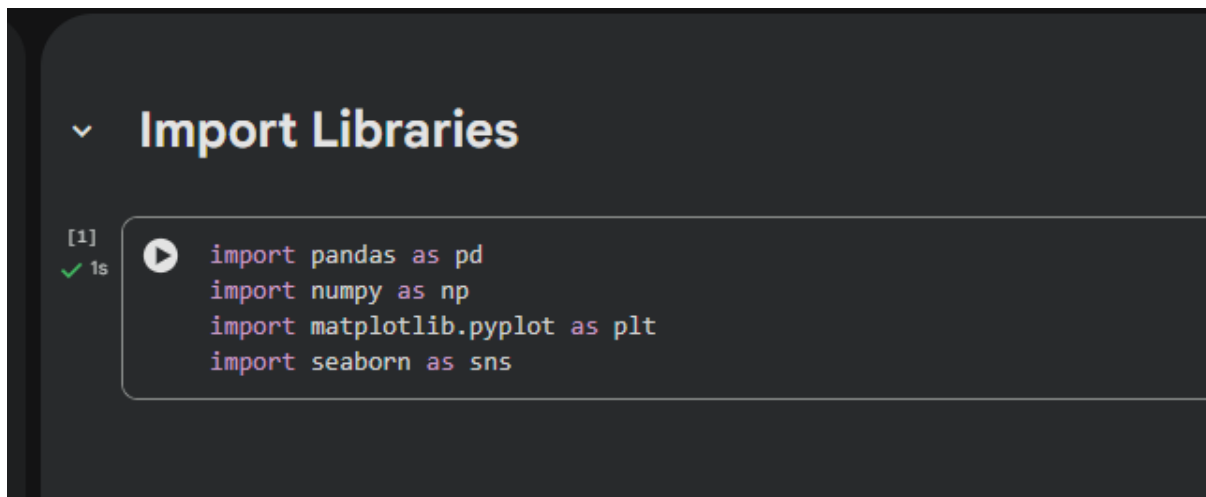 Import Libraries
[1]
1s
import pandas as pd
import numpy as np
import matplotlib.pyplot as plt
import seaborn as sns